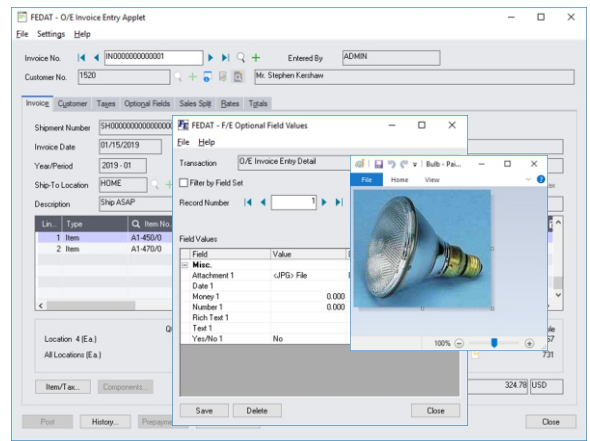 FEDAT - O/E Invoice Entry Applet
File Settings Help
Invoice No. IN0000000000001 Entered By ADMIN
Customer No. 1520 Mr. Stephen Kershaw
Invoice Customer Taxes Optional Fields Sales Split Rates Totals
Shipment Number
Invoice Date 01/15/2019
Year/Period 2019 - 01
Ship-To Location HOME
Description Ship ASAP
Lin... Type Item No.
1 Item A1-450/0
2 Item A1-470/0
Location 4 (Ea.)
All Locations (Ea.)
731
Item/Tax... Components...
324.78 USD
Post History... Close
FEDAT - F/E Optional Field Values
File Help
Transaction O/E Invoice Entry Detail
Filter by Field Set
Record Number 1
Field Values
Field Value
Misc.
Attachment 1 <JPG> File
Date 1
Money 1 0.000
Number 1 0.000
Rich Text 1
Text 1
Yes/No 1 No
Save Delete Close
Bulb - Pai...
File Home View
100%